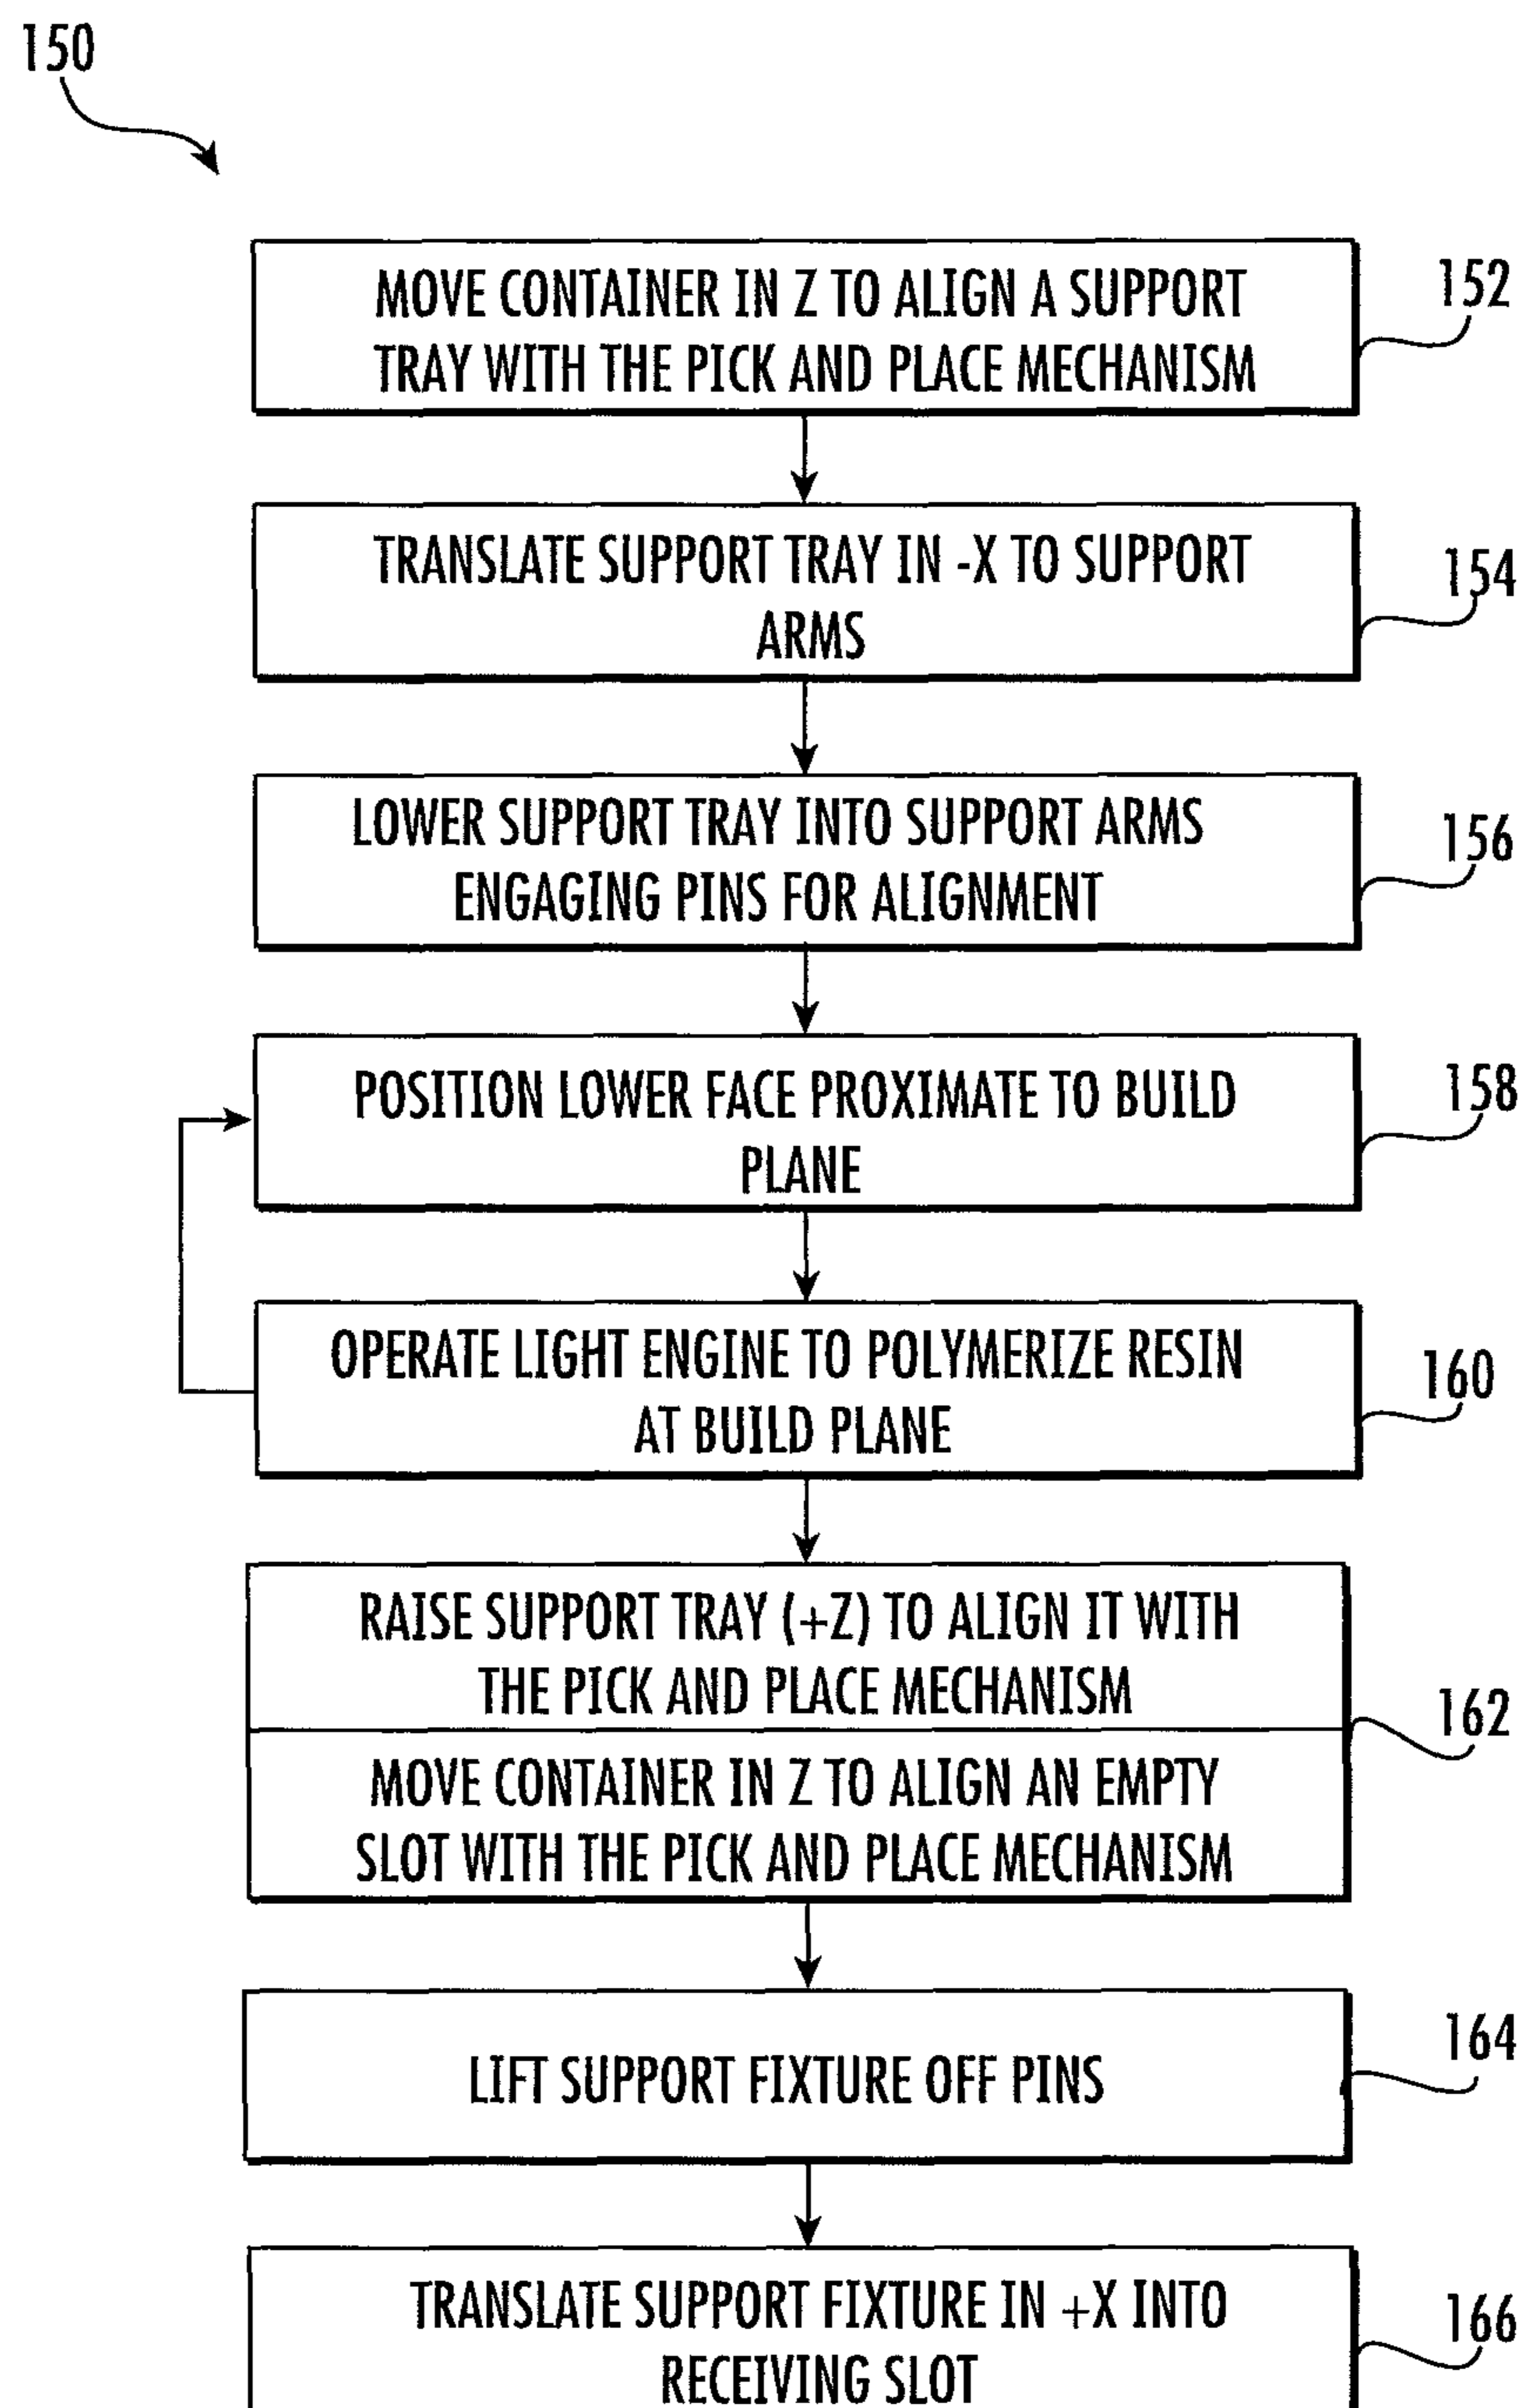 150
MOVE CONTAINER IN Z TO ALIGN A SUPPORT
TRAY WITH THE PICK AND PLACE MECHANISM
152
TRANSLATE SUPPORT TRAY IN -X TO SUPPORT
ARMS
154
LOWER SUPPORT TRAY INTO SUPPORT ARMS
ENGAGING PINS FOR ALIGNMENT
156
POSITION LOWER FACE PROXIMATE TO BUILD
PLANE
158
OPERATE LIGHT ENGINE TO POLYMERIZE RESIN
AT BUILD PLANE
160
RAISE SUPPORT TRAY (+Z) TO ALIGN IT WITH
THE PICK AND PLACE MECHANISM
MOVE CONTAINER IN Z TO ALIGN AN EMPTY
SLOT WITH THE PICK AND PLACE MECHANISM
162
LIFT SUPPORT FIXTURE OFF PINS
164
TRANSLATE SUPPORT FIXTURE IN +X INTO
RECEIVING SLOT
166